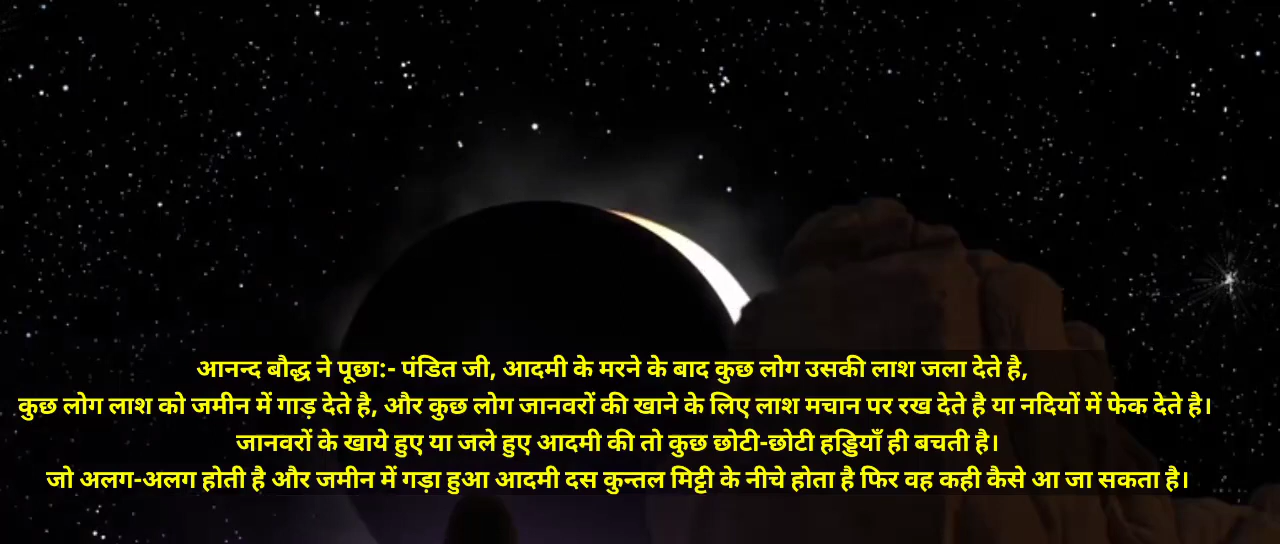 आनन्द बौद्ध ने पूछा:- पंडित जी, आदमी के मरने के बाद कुछ लोग उसकी लाश जला देते है,
कुछ लोग लाश को जमीन में गाड़ देते है, और कुछ लोग जानवरों की खाने के लिए लाश मचान पर रख देते है या नदियों में फेक देते है।
जानवरों के खाये हुए या जले हुए आदमी की तो कुछ छोटी-छोटी हड्डियाँ ही बचती है।
जो अलग-अलग होती है और जमीन में गड़ा हुआ आदमी दस कुन्तल मिट्टी के नीचे होता है फिर वह कही कैसे आ जा सकता है।